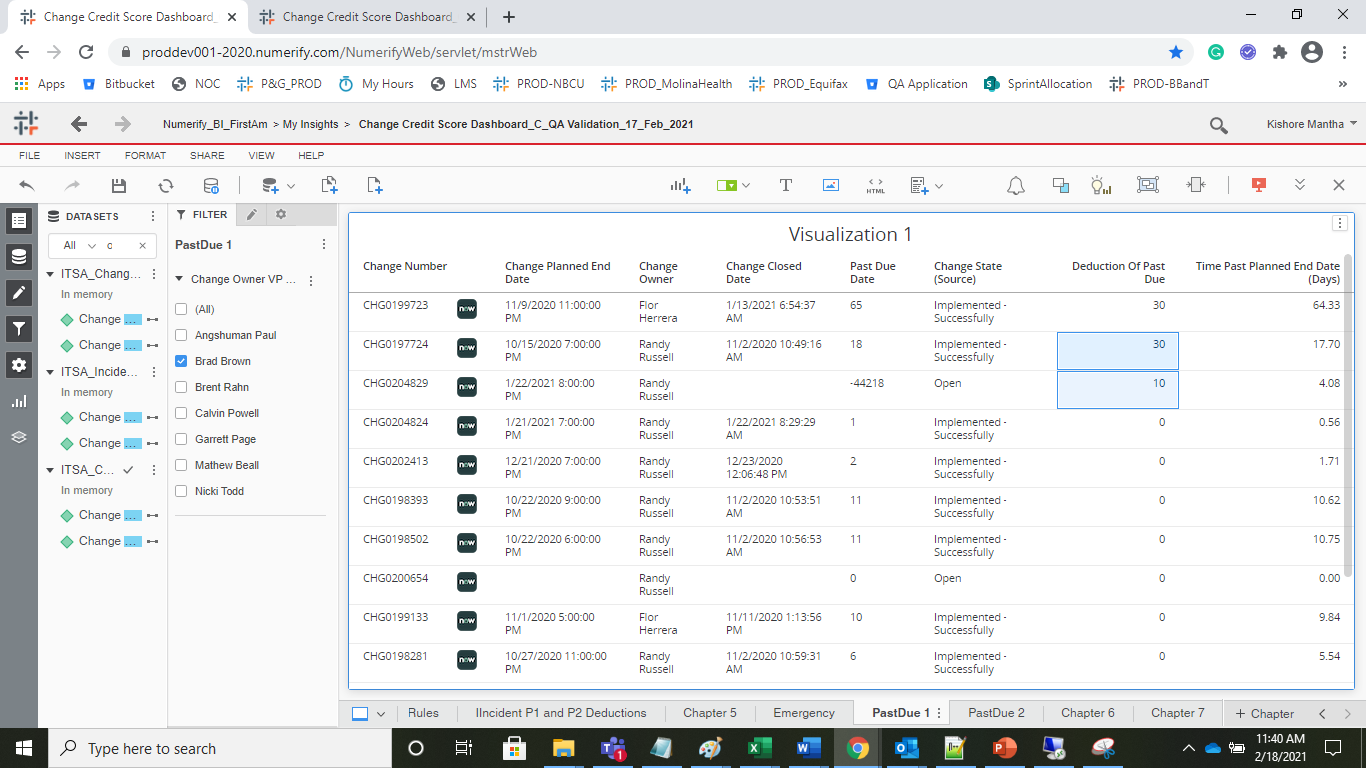 Change Credit Score Dashboard_
Change Credit Score Dashboard_
proddev001-2020.numerify.com/NumerifyWeb/servlet/mstrWeb
Apps Bitbucket NOC P&G_PROD My Hours LMS PROD-NBCU PROD_MolinaHealth PROD_Equifax QA Application SprintAllocation PROD-BBandT »
Numerify_BI_FirstAm > My Insights > Change Credit Score Dashboard_C_QA Validation_17_Feb_2021 Kishore Mantha
FILE INSERT FORMAT SHARE VIEW HELP
T HTML
DATASETS
All c
ITSA_Chang...
In memory
Change ...
Change ...
ITSA_Incide...
In memory
Change ...
Change ...
ITSA_C...
In memory
Change ...
Change ...
FILTER
PastDue 1
Change Owner VP ...
(All)
Angshuman Paul
Brad Brown
Brent Rahn
Calvin Powell
Garrett Page
Mathew Beall
Nicki Todd
Visualization 1
Change Number Change Planned End Change Change Closed Past Due Change State Deduction Of Past Time Past Planned End Date
Date Owner Date Date (Source) Due (Days)
CHG0199723 now 11/9/2020 11:00:00 Flor 1/13/2021 6:54:37 65 Implemented - 30 64.33
PM Herrera AM Successfully
CHG0197724 now 10/15/2020 7:00:00 Randy 11/2/2020 10:49:16 18 Implemented - 30 17.70
PM Russell AM Successfully
CHG0204829 now 1/22/2021 8:00:00 Randy -44218 Open 10 4.08
PM Russell
CHG0204824 now 1/21/2021 7:00:00 Randy 1/22/2021 8:29:29 1 Implemented - 0 0.56
PM Russell AM Successfully
CHG0202413 now 12/21/2020 7:00:00 Randy 12/23/2020 2 Implemented - 0 1.71
PM Russell 12:06:48 PM Successfully
CHG0198393 now 10/22/2020 9:00:00 Randy 11/2/2020 10:53:51 11 Implemented - 0 10.62
PM Russell AM Successfully
CHG0198502 now 10/22/2020 6:00:00 Randy 11/2/2020 10:56:53 11 Implemented - 0 10.75
PM Russell AM Successfully
CHG0200654 now Randy 0 Open 0 0.00
Russell
CHG0199133 now 11/1/2020 5:00:00 Flor 11/11/2020 1:13:56 10 Implemented - 0 9.84
PM Herrera PM Successfully
CHG0198281 now 10/27/2020 11:00:00 Randy 11/2/2020 10:59:31 6 Implemented - 0 5.54
PM Russell AM Successfully
Rules IIncident P1 and P2 Deductions Chapter 5 Emergency PastDue 1 PastDue 2 Chapter 6 Chapter 7 + Chapter
Type here to search
1
11:40 AM
2/18/2021